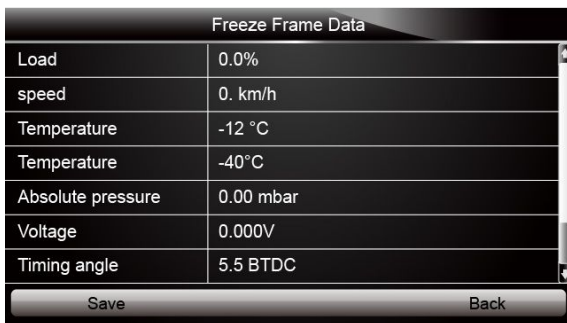 Freeze Frame Data
Load 0.0%
speed 0. km/h
Temperature -12 °C
Temperature -40°C
Absolute pressure 0.00 mbar
Voltage 0.000V
Timing angle 5.5 BTDC
Save Back